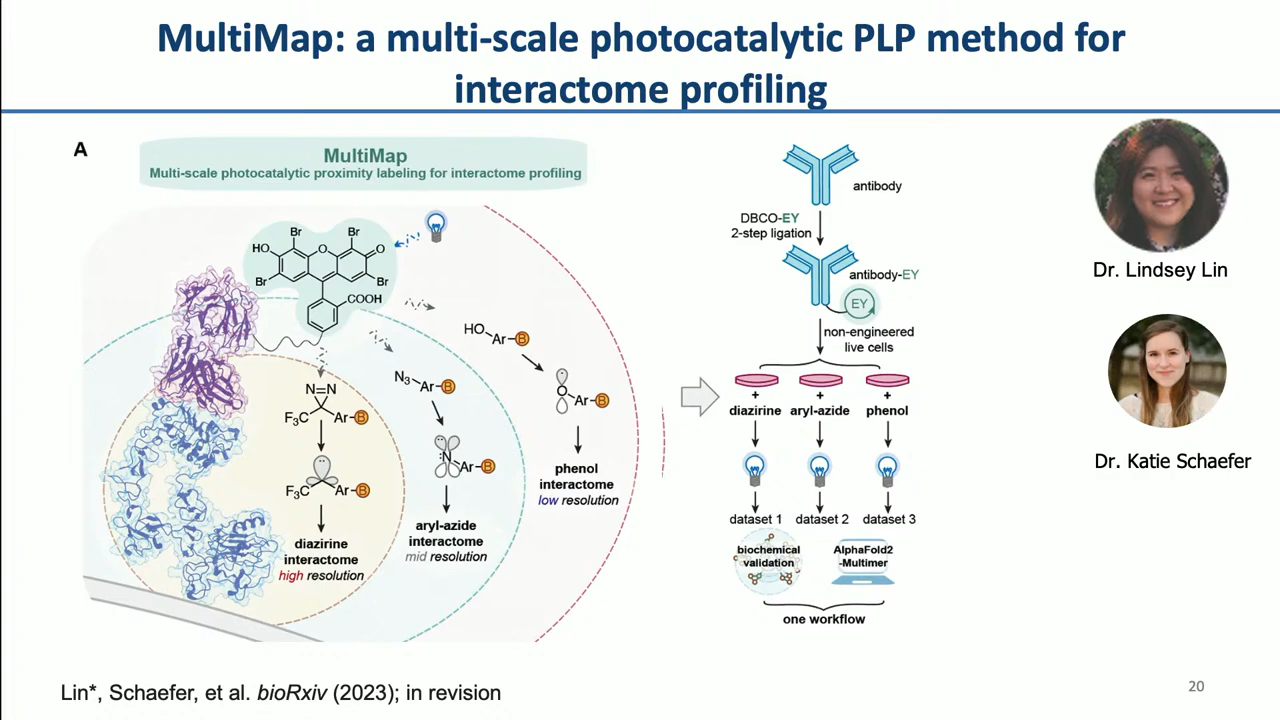 MultiMap: a multi-scale photocatalytic PLP method for
interactome profiling
A
MultiMap
Multi-scale photocatalytic proximity labeling for interactome profiling
Br
Br
HO
O
O
Br
Br
COOH
HO
Ar
B
N₃
Ar
B
N=N
F₃C
Ar
B
O
Ar
B
N
Ar
B
F₃C
Ar
B
phenol
interactome
low resolution
aryl-azide
interactome
mid resolution
diazirine
interactome
high resolution
antibody
DBCO-EY
2-step ligation
antibody-EY
EY
non-engineered
live cells
+
+
+
diazirine
aryl-azide
phenol
dataset 1
dataset 2
dataset 3
biochemical
validation
AlphaFold2
-Multimer
one workflow
Dr. Lindsey Lin
Dr. Katie Schaefer
Lin*, Schaefer, et al. bioRxiv (2023); in revision
20